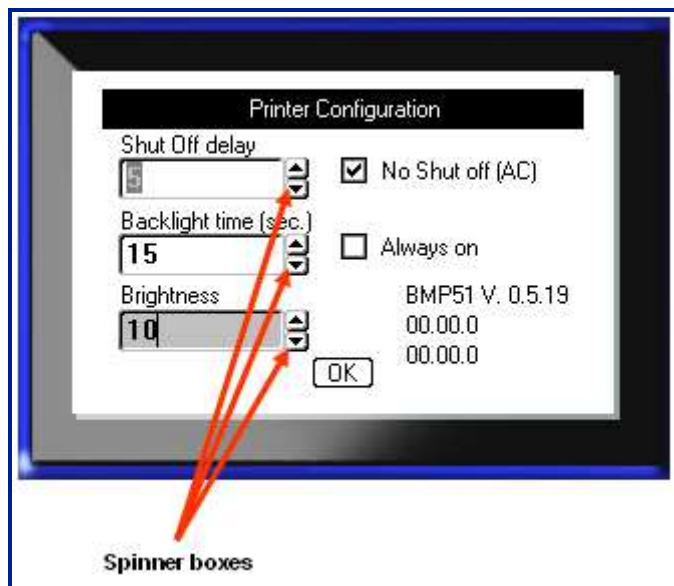 Printer Configuration
Shut Off delay
5
No Shut off (AC)
Backlight time (sec.)
15
Always on
Brightness
10
BMP51 V. 0.5.19
00.00.0
00.00.0
OK
Spinner boxes